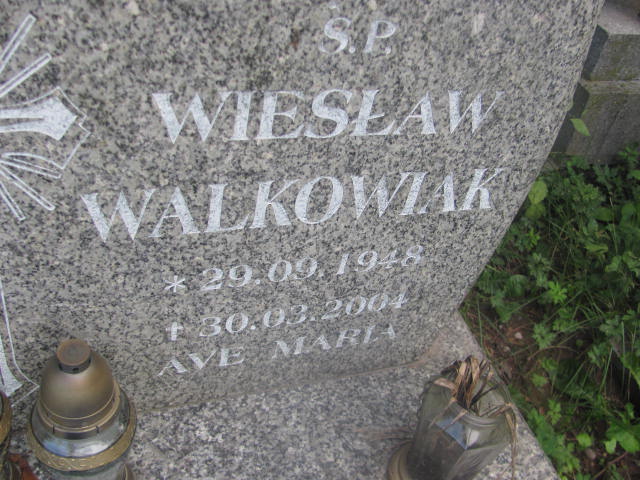 Ś.P.
WIESŁAW
WALKOWIAK
* 29.09.1948
† 30.03.2004
AVE MARIA